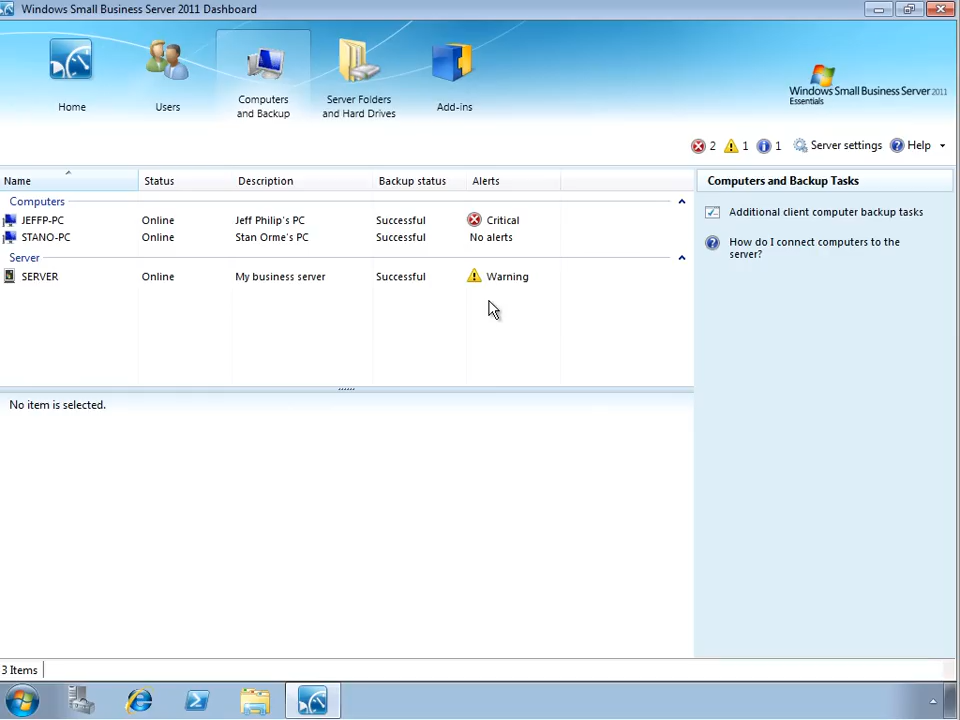 Windows Small Business Server 2011 Dashboard
Home
Users
Computers
and Backup
Server Folders
and Hard Drives
Add-ins
Windows Small Business Server 2011
Essentials
2
1
1
Server settings
Help
Name
Status
Description
Backup status
Alerts
Computers
JEFFP-PC
Online
Jeff Philip's PC
Successful
Critical
STANO-PC
Online
Stan Orme's PC
Successful
No alerts
Server
SERVER
Online
My business server
Successful
Warning
Computers and Backup Tasks
Additional client computer backup tasks
How do I connect computers to the
server?
No item is selected.
3 Items